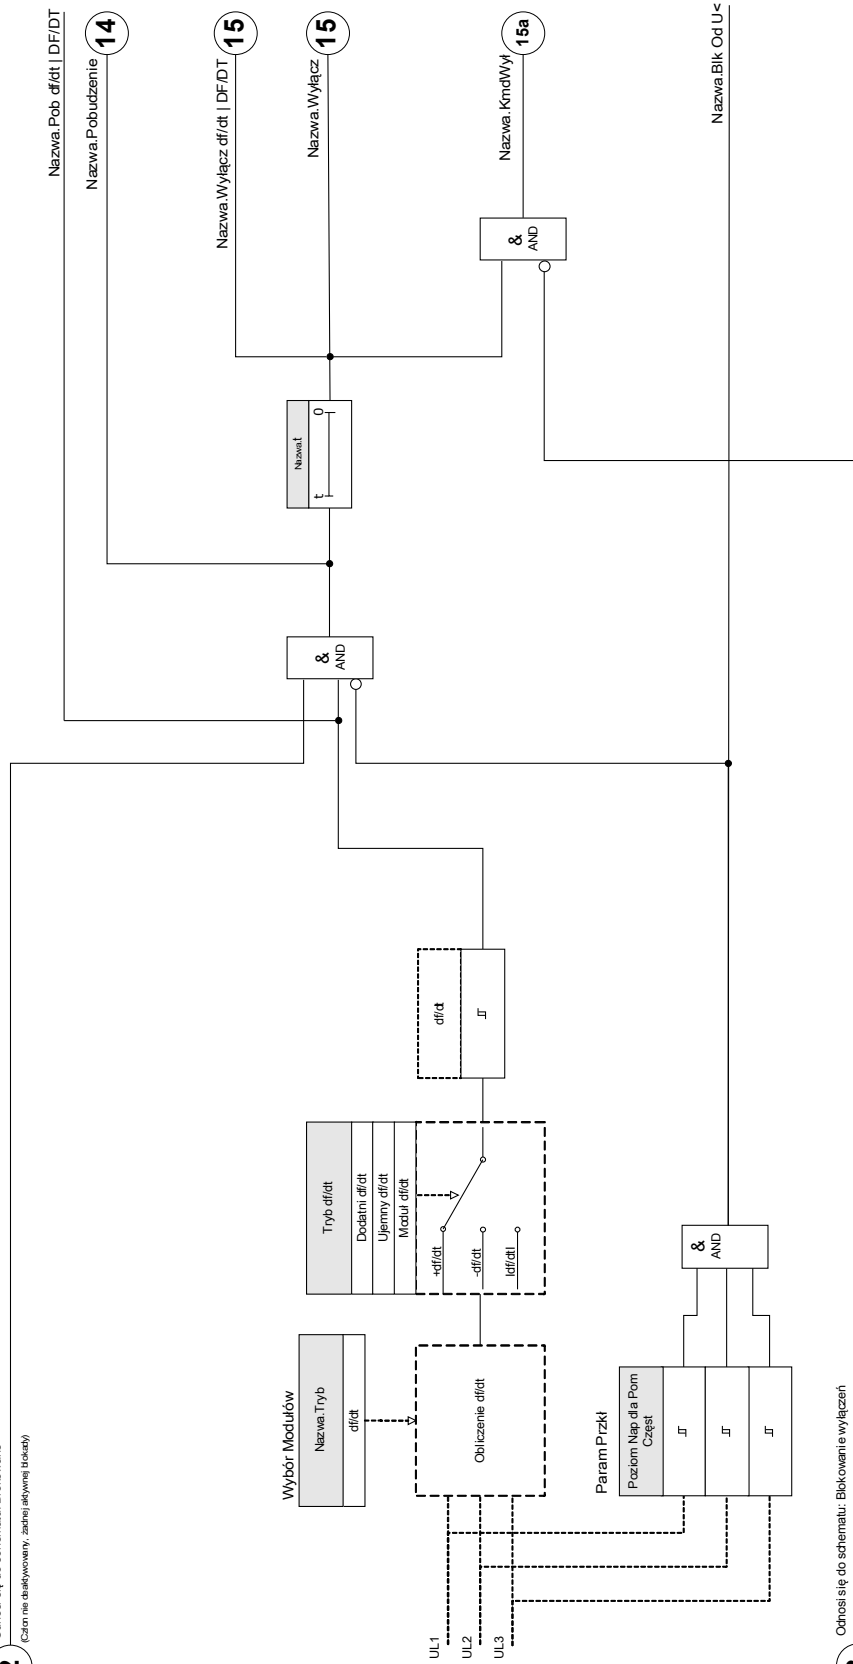 Nazwa.Pob df/dt | DF/DT
14
Nazwa.Pobudzenie
15
Nazwa.Wyłącz df/dt | DF/DT
15
Nazwa.Wyłącz
15a
Nazwa.KmdWył
Nazwa.Blk Od U<
&
AND
Nazwa.t
t
0
&
AND
df/dt
Tryb df/dt
Dodatni df/dt
Ujemny df/dt
Moduł df/dt
+df/dt
-df/dt
|df/dt|
Wybór Modułów
Nazwa.Tryb
df/dt
Obliczenie df/dt
&
AND
Param Przkł
Poziom Nap dla Pom
Częst
UL1
UL2
UL3
(Człon nie deaktywowany, żadnej aktywnej blokady)
Odnosi się do schematu: Blokowanie wyłączeń